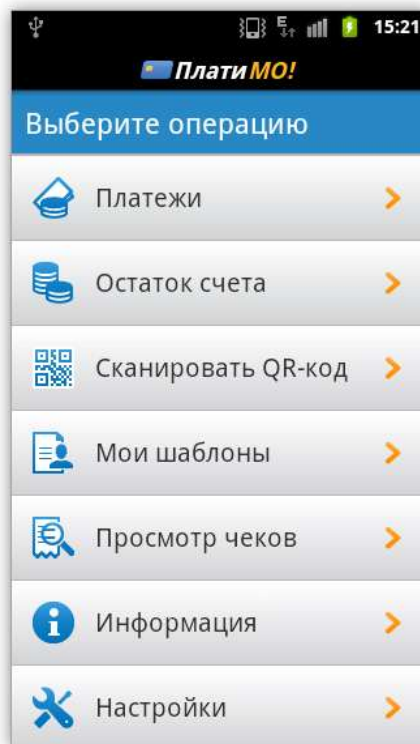 15:21
ПлатиМО!
Выберите операцию
Платежи
Остаток счета
Сканировать QR-код
Мои шаблоны
Просмотр чеков
Информация
Настройки